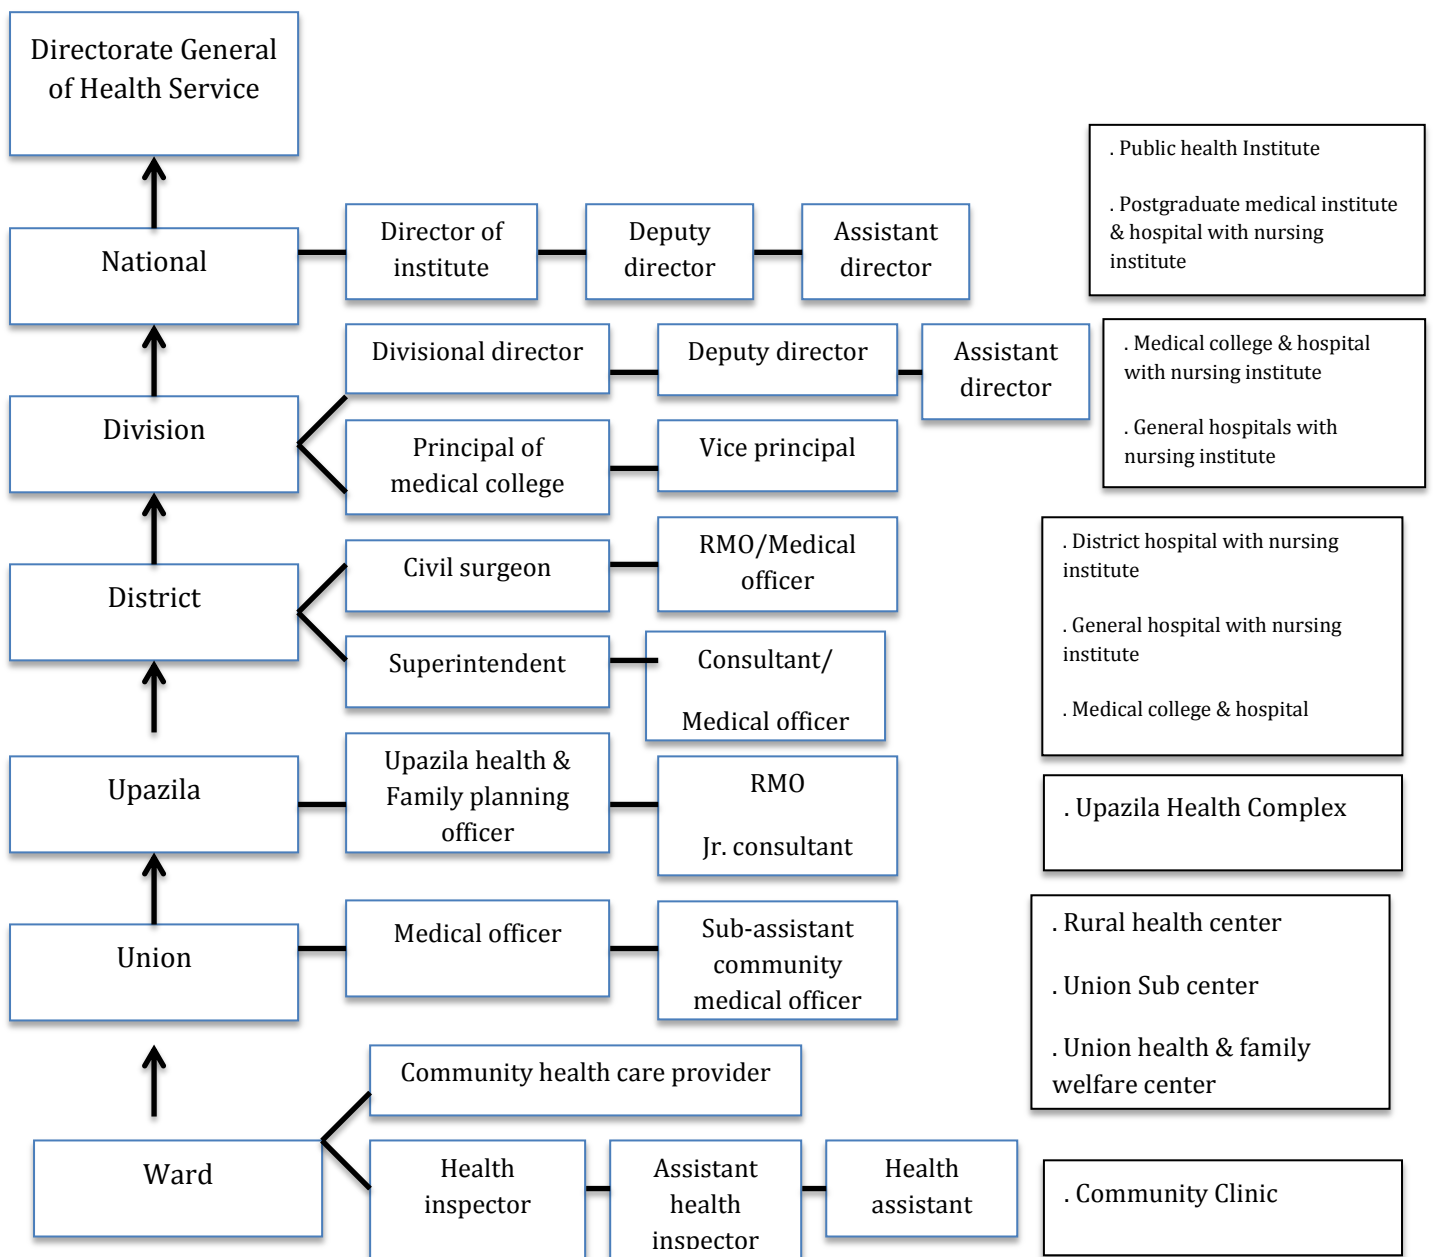 Directorate General
of Health Service
. Public health Institute
. Postgraduate medical institute
& hospital with nursing
institute
National
Director of
institute
Deputy
director
Assistant
director
Division
Divisional director
Deputy director
Assistant
director
Principal of
medical college
Vice principal
. Medical college & hospital
with nursing institute
. General hospitals with
nursing institute
District
Civil surgeon
RMO/Medical
officer
Superintendent
Consultant/
Medical officer
. District hospital with nursing
institute
. General hospital with nursing
institute
. Medical college & hospital
Upazila
Upazila health &
Family planning
officer
RMO
Jr. consultant
. Upazila Health Complex
Union
Medical officer
Sub-assistant
community
medical officer
. Rural health center
. Union Sub center
. Union health & family
welfare center
Ward
Community health care provider
Health
inspector
Assistant
health
inspector
Health
assistant
. Community Clinic